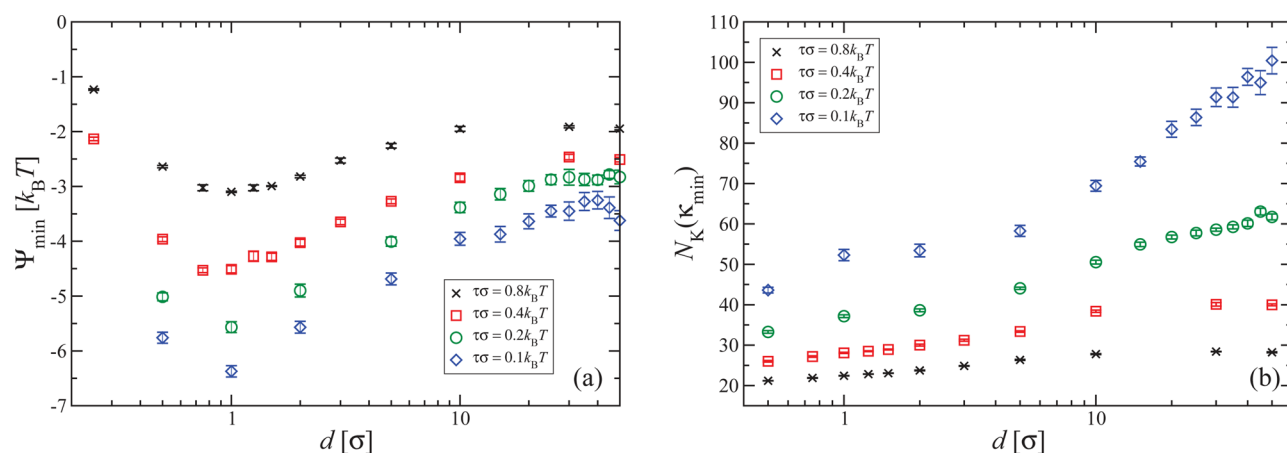 0
-1
-2
-3
-4
-5
-6
-7
Ψmin [kBT]
τσ = 0.8kBT
τσ = 0.4kBT
τσ = 0.2kBT
τσ = 0.1kBT
(a)
1
10
d [σ]
110
100
90
80
70
60
50
40
30
20
NK(κmin)
τσ = 0.8kBT
τσ = 0.4kBT
τσ = 0.2kBT
τσ = 0.1kBT
(b)
1
10
d [σ]